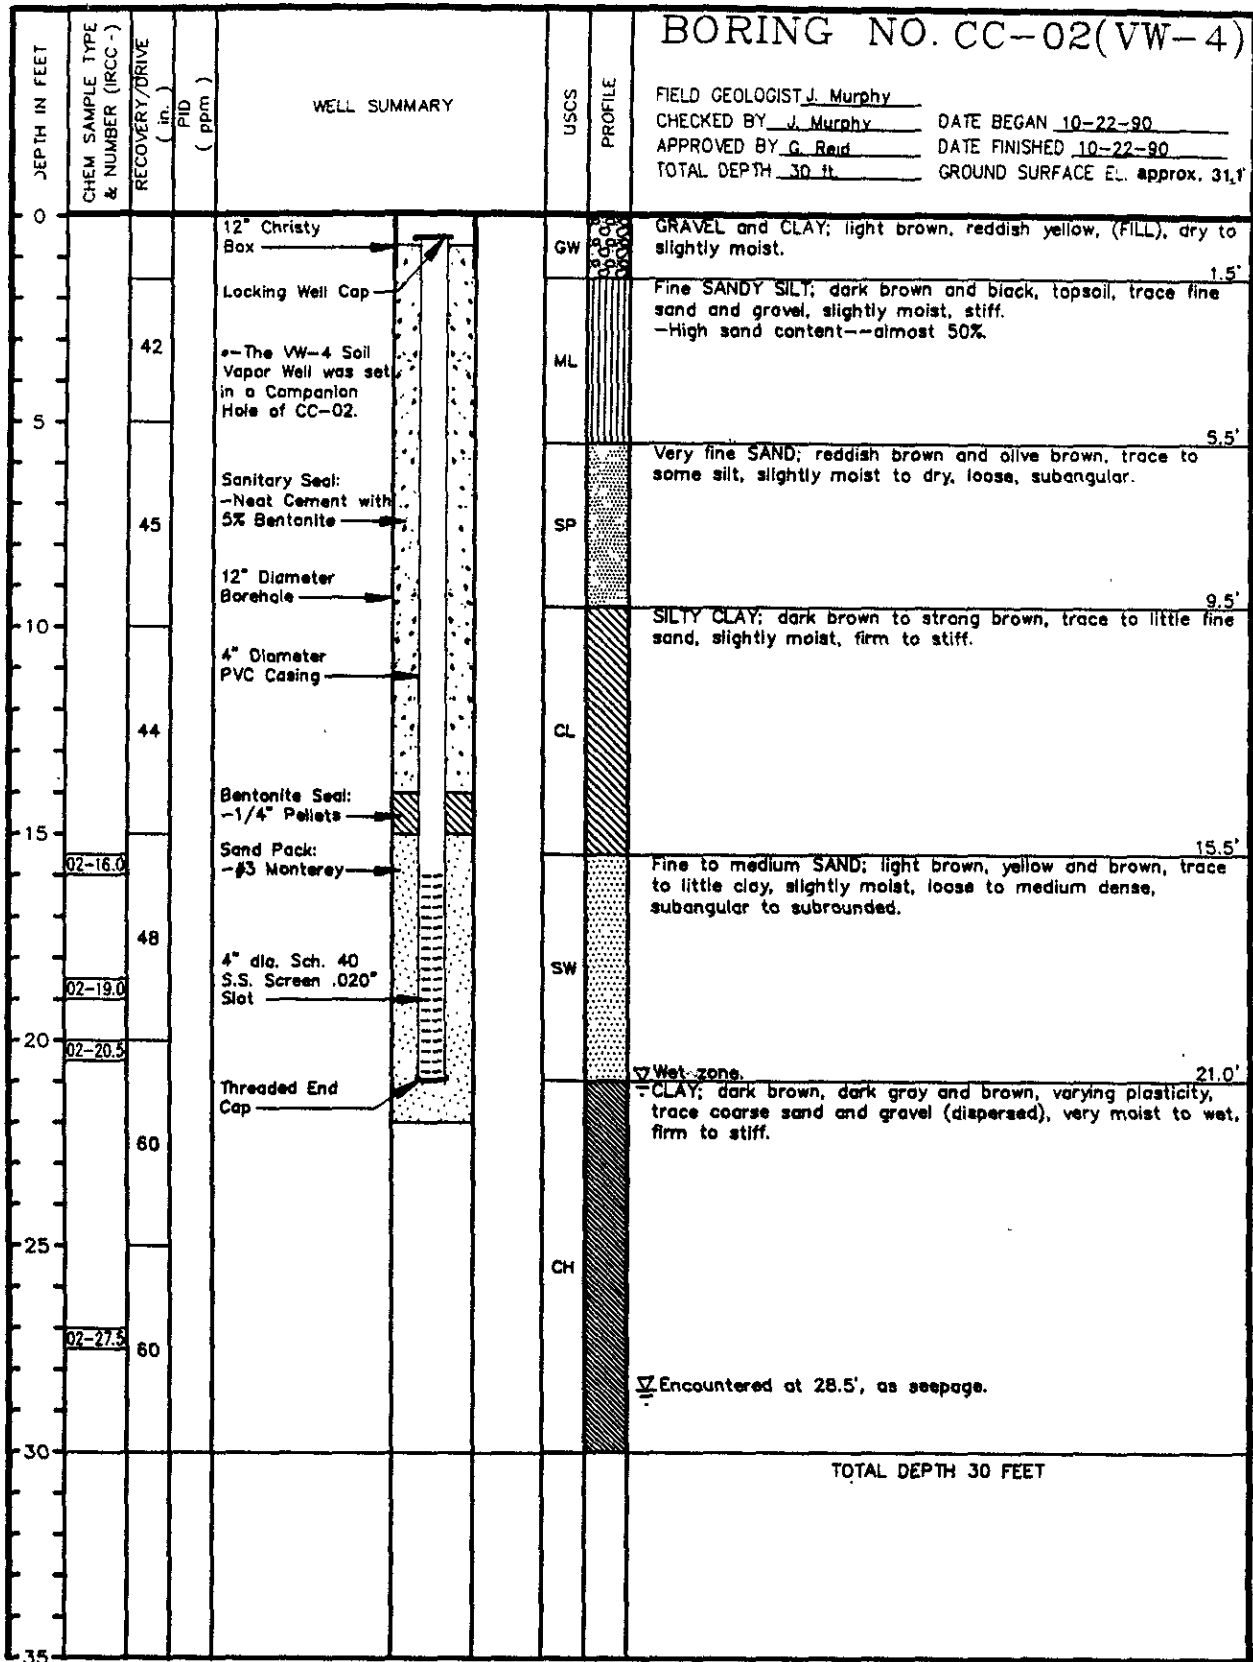 BORING NO. CC-02(VW-4)
DEPTH IN FEET
CHEM SAMPLE TYPE
& NUMBER (IRCC-)
RECOVERY/DRIVE
( in. )
PID
( ppm )
WELL SUMMARY
USCS
PROFILE
FIELD GEOLOGIST J. Murphy
CHECKED BY J. Murphy
DATE BEGAN 10-22-90
APPROVED BY G. Reid
DATE FINISHED 10-22-90
TOTAL DEPTH 30 ft.
GROUND SURFACE EL. approx. 31.1'
0
12" Christy
Box
GW
GRAVEL and CLAY; light brown, reddish yellow, (FILL), dry to
slightly moist.
1.5'
Locking Well Cap
Fine SANDY SILT; dark brown and black, topsoil, trace fine
sand and gravel, slightly moist, stiff.
-High sand content--almost 50%.
42
•-The VW-4 Soil
Vapor Well was set
in a Companion
Hole of CC-02.
ML
5
5.5'
Very fine SAND; reddish brown and olive brown, trace to
some silt, slightly moist to dry, loose, subangular.
Sanitary Seal:
-Neat Cement with
5% Bentonite
45
SP
12" Diameter
Borehole
9.5'
SILTY CLAY; dark brown to strong brown, trace to little fine
sand, slightly moist, firm to stiff.
10
4" Diameter
PVC Casing
44
CL
Bentonite Seal:
-1/4" Pellets
15
15.5'
Sand Pack:
-#3 Monterey
02-16.0
Fine to medium SAND; light brown, yellow and brown, trace
to little clay, slightly moist, loose to medium dense,
subangular to subrounded.
48
4" dia. Sch. 40
S.S. Screen .020"
Slot
SW
02-19.0
20
02-20.5
Wet zone.
21.0'
Threaded End
Cap
CLAY; dark brown, dark gray and brown, varying plasticity,
trace coarse sand and gravel (dispersed), very moist to wet,
firm to stiff.
60
25
CH
02-27.5
60
Encountered at 28.5', as seepage.
30
TOTAL DEPTH 30 FEET
35